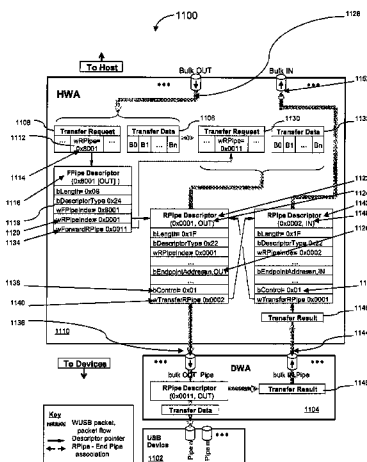 1100
To Host
1128
Bulk OUT
Bulk IN
HWA
1108
Transfer Request
Transfer Data
1106
1130
Transfer Request
Transfer Data
1112
... wRPipe= 0x8001 ...
B0 B1 ... Bn
... wRPipe= 0x0011 ...
B0 B1 ... Bn
1114
FPipe Descriptor
(0x8001 [OUT] )
1116
bLength= 0x08
bDescriptorType 0x24
1118
wFPipeIndex 0x8001
1120
wRPipeIndex 0x0001
1134
wForwardRPipe 0x0011
RPipe Descriptor
(0x0001, OUT)
bLength= 0x1F
bDescriptorType 0x22
wRPipeIndex 0x0001
...
bEndpointAddress=n,OUT
...
bControl= 0x01
wTransferRPipe 0x0002
RPipe Descriptor
(0x0002, IN)
bLength= 0x1F
bDescriptorType 0x22
wRPipeIndex 0x0002
...
bEndpointAddress=n, IN
...
bControl= 0x01
wTransferRPipe 0x0001
1138
1140
Transfer Result
1110
1136
To Devices
bulk OUT Pipe
bulk IN Pipe
DWA
RPipe Descriptor
(0x0011, OUT)
Transfer Result
Transfer Data
1104
Key
WUSB packet, packet flow
Descriptor pointer
RPipe - End Pipe association
USB Device
1102
Pipe n
Pipe